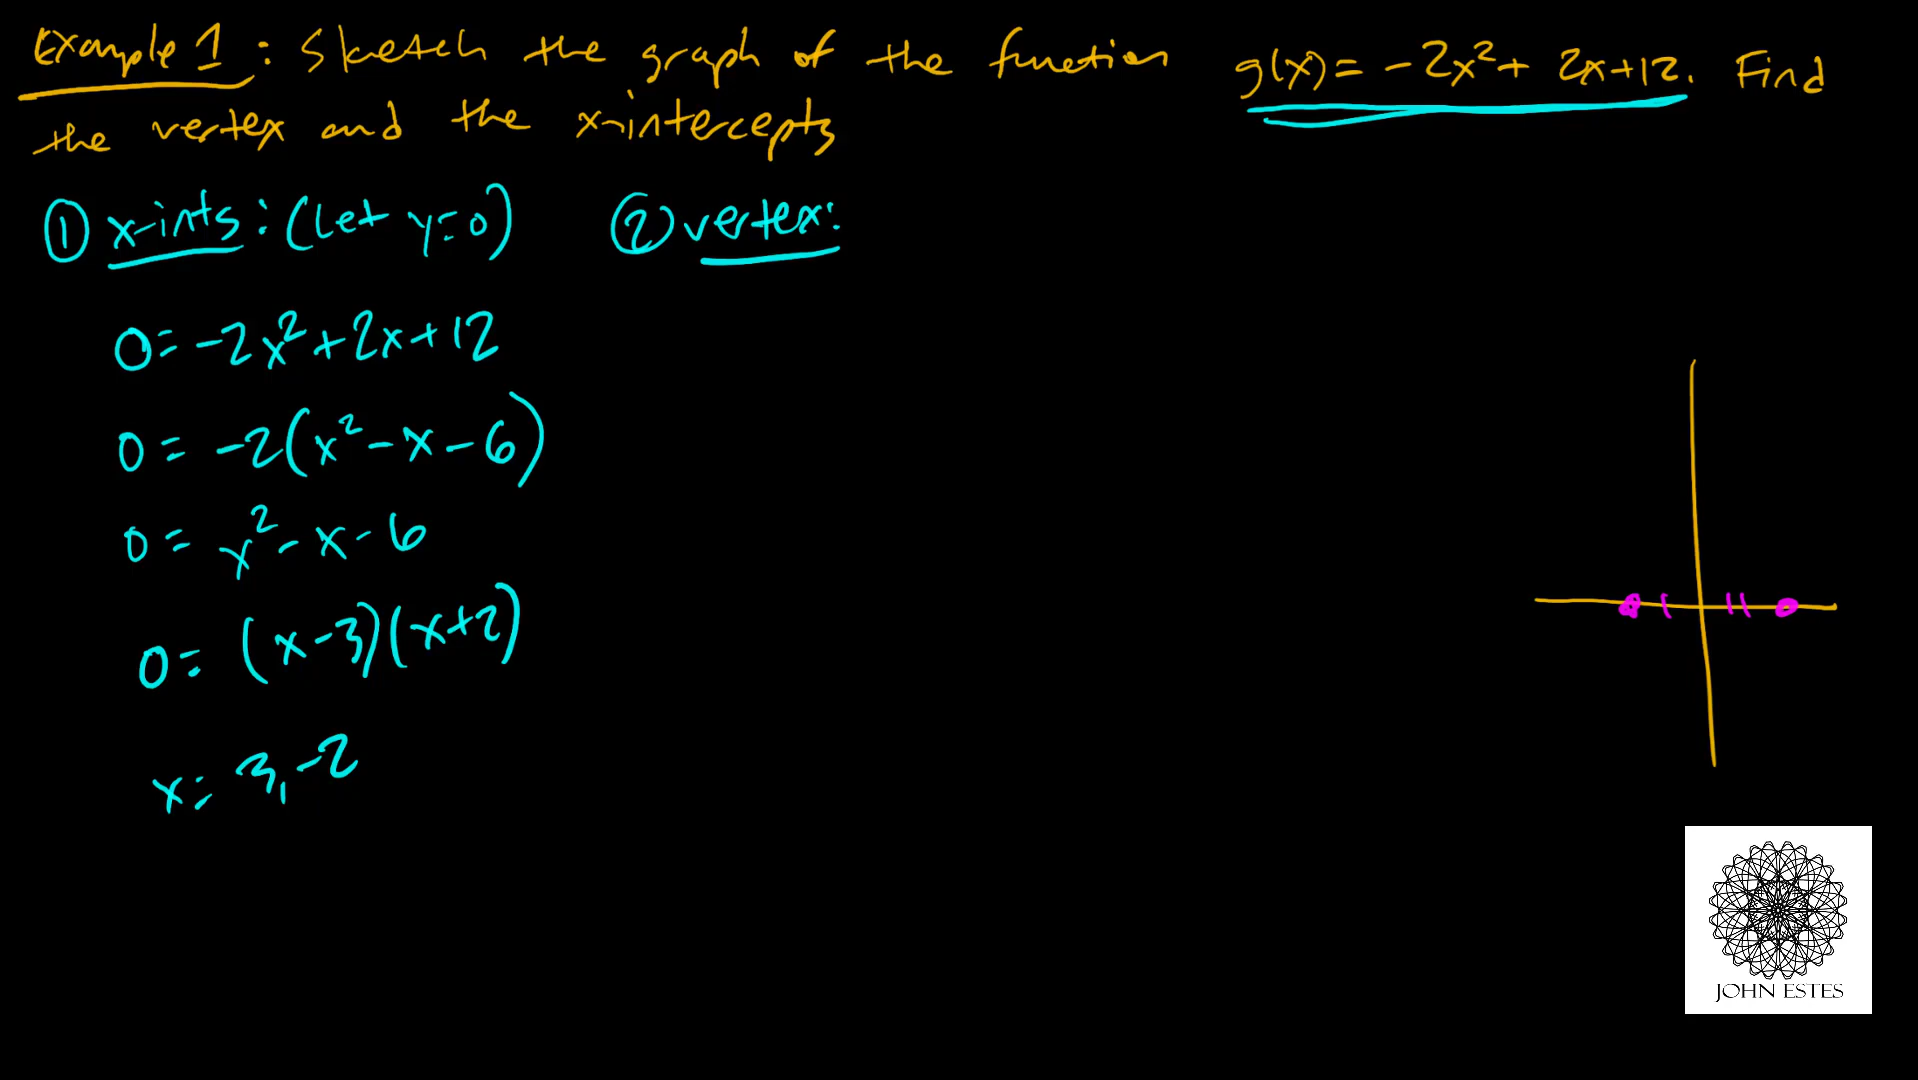 Example 1: Sketch the graph of the function g(x) = -2x² + 2x+12. Find
the vertex and the x-intercepts
① x-ints: (Let y=0)
0= -2x²+2x+12
0 = -2(x²-x-6)
0= x²-x-6
0= (x-3)(x+2)
x= 3,-2
② vertex:
JOHN ESTES